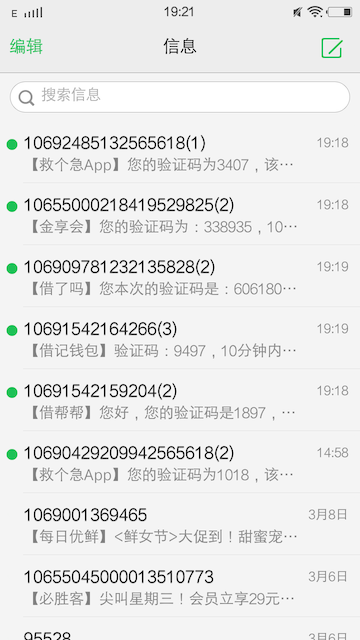 E 19:21
编辑 信息
搜索信息
10692485132565618(1) 19:18
【救个急App】您的验证码为3407，该…
10655000218419529825(2) 19:18
【金享会】您的验证码为：338935，10…
106909781232135828(2) 19:19
【借了吗】您本次的验证码是：606180…
10691542164266(3) 19:19
【借记钱包】验证码：9497，10分钟内…
10691542159204(2) 19:18
【借帮帮】您好，您的验证码是1897，…
10690429209942565618(2) 14:58
【救个急App】您的验证码为1018，该…
1069001369465 3月8日
【每日优鲜】<鲜女节>大促到！甜蜜宠…
10655045000013510773 3月6日
【必胜客】尖叫星期三！会员立享29元…
95528 3月6日